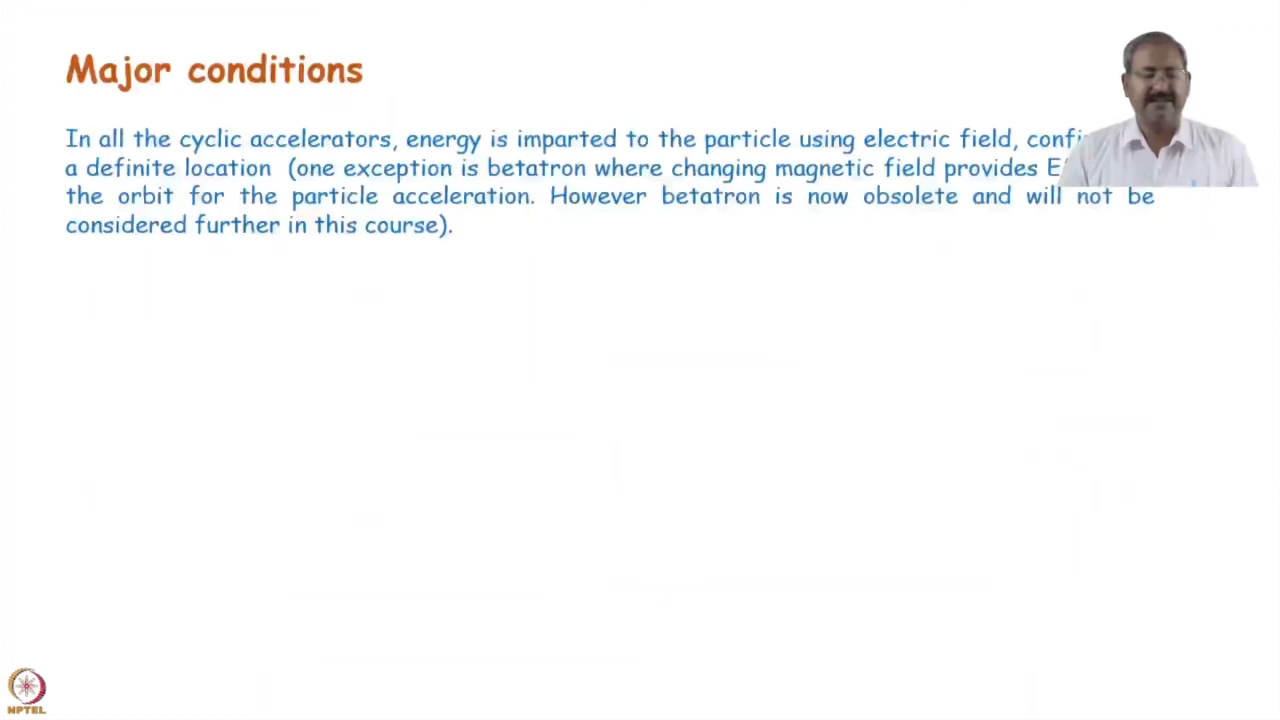 Major conditions
In all the cyclic accelerators, energy is imparted to the particle using electric field,
a definite location (one exception is betatron where changing magnetic field provides
the orbit for the particle acceleration. However betatron is now obsolete and will not be
considered further in this course).
NPTEL